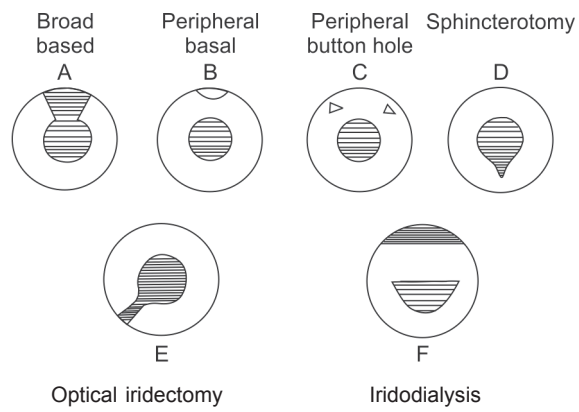 Broad based
A
Peripheral basal
B
Peripheral button hole
C
Sphincterotomy
D
E
Optical iridectomy
F
Iridodialysis